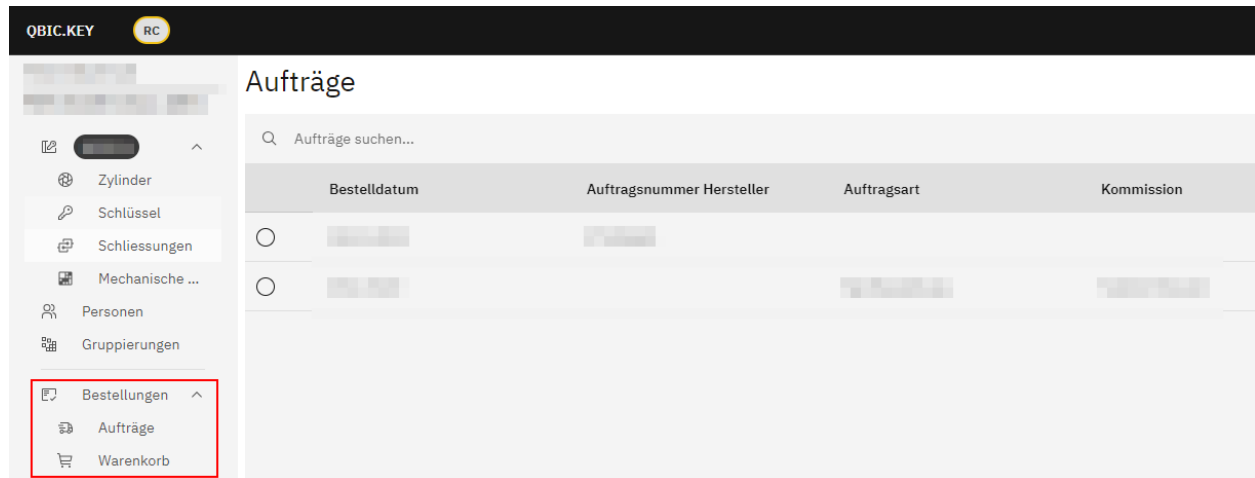 QBIC.KEY RC
Aufträge
Aufträge suchen...
Zylinder
Schlüssel
Schliessungen
Mechanische ...
Personen
Gruppierungen
Bestellungen
Aufträge
Warenkorb
Bestelldatum Auftragsnummer Hersteller Auftragsart Kommission